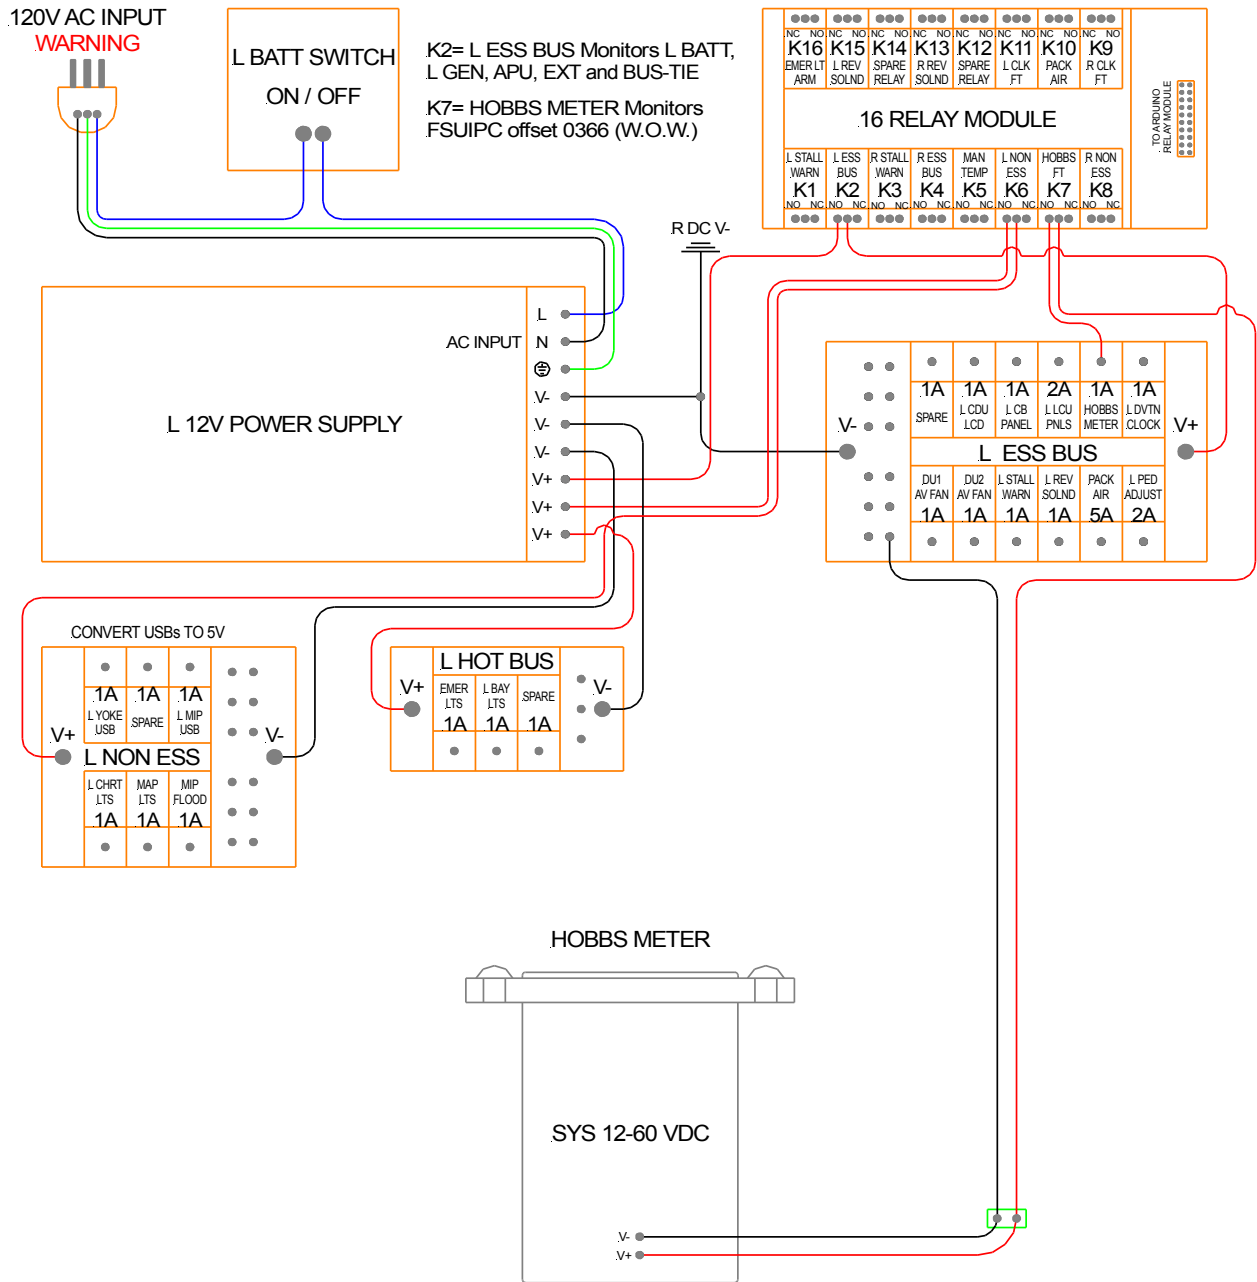 120V AC INPUT
WARNING
L BATT SWITCH
ON / OFF
K2= L ESS BUS Monitors L BATT,
L GEN, APU, EXT and BUS-TIE
K7= HOBBS METER Monitors
FSUIPC offset 0366 (W.O.W.)
NC NO NC NO NC NO NC NO NC NO NC NO NC NO NC NO
K16 K15 K14 K13 K12 K11 K10 K9
EMER LT L REV SPARE R REV SPARE L CLK PACK R CLK
ARM SOLND RELAY SOLND RELAY FT AIR FT
16 RELAY MODULE
TO ARDUINO
RELAY MODULE
L STALL L ESS R STALL R ESS MAN L NON HOBBS R NON
WARN BUS WARN BUS TEMP ESS FT ESS
K1 K2 K3 K4 K5 K6 K7 K8
NO NC NO NC NO NC NO NC NO NC NO NC NO NC NO NC
R DC V-
L 12V POWER SUPPLY
AC INPUT
L
N
V-
V-
V-
V+
V+
V+
1A 1A 1A 2A 1A 1A
SPARE L CDU L CB L LCU HOBBS L DVTN
LCD PANEL PNLS METER CLOCK
V- V+
L ESS BUS
DU1 DU2 L STALL L REV PACK L PED
AV FAN AV FAN WARN SOLND AIR ADJUST
1A 1A 1A 1A 5A 2A
CONVERT USBs TO 5V
1A 1A 1A
L YOKE SPARE L MIP
USB USB
V+ V-
L NON ESS
L CHRT MAP MIP
LTS LTS FLOOD
1A 1A 1A
L HOT BUS
V+ V-
EMER L BAY SPARE
LTS LTS
1A 1A 1A
HOBBS METER
SYS 12-60 VDC
V-
V+